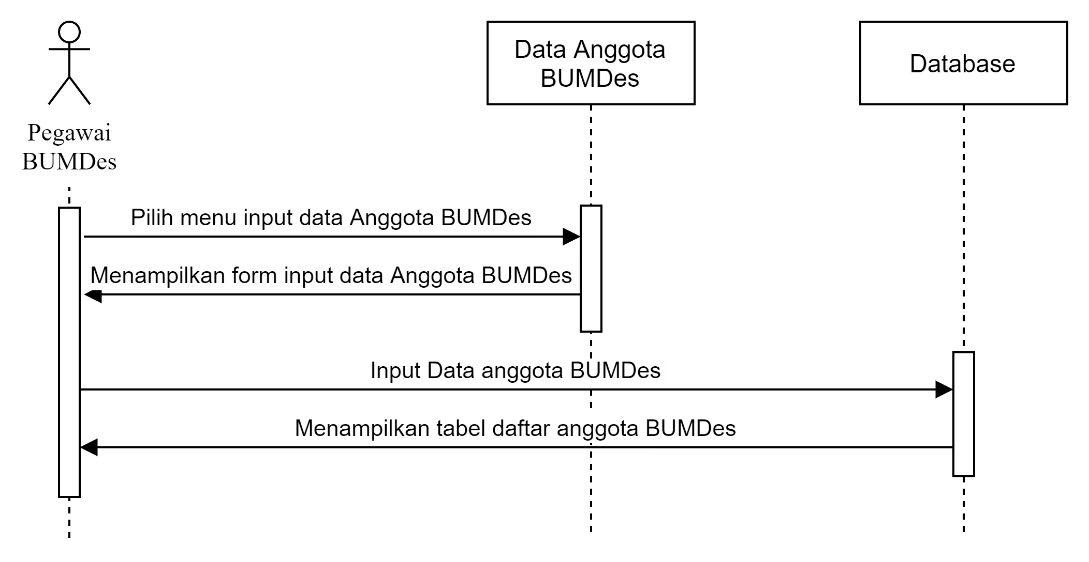 Pegawai
BUMDes
Data Anggota
BUMDes
Database
Pilih menu input data Anggota BUMDes
Menampilkan form input data Anggota BUMDes
Input Data anggota BUMDes
Menampilkan tabel daftar anggota BUMDes